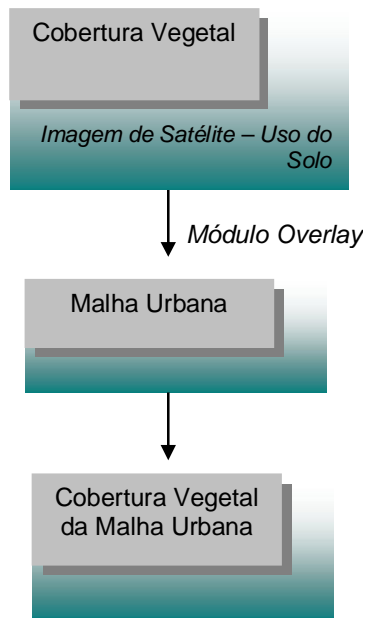 Cobertura Vegetal
Imagem de Satélite – Uso do
Solo
Módulo Overlay
Malha Urbana
Cobertura Vegetal
da Malha Urbana